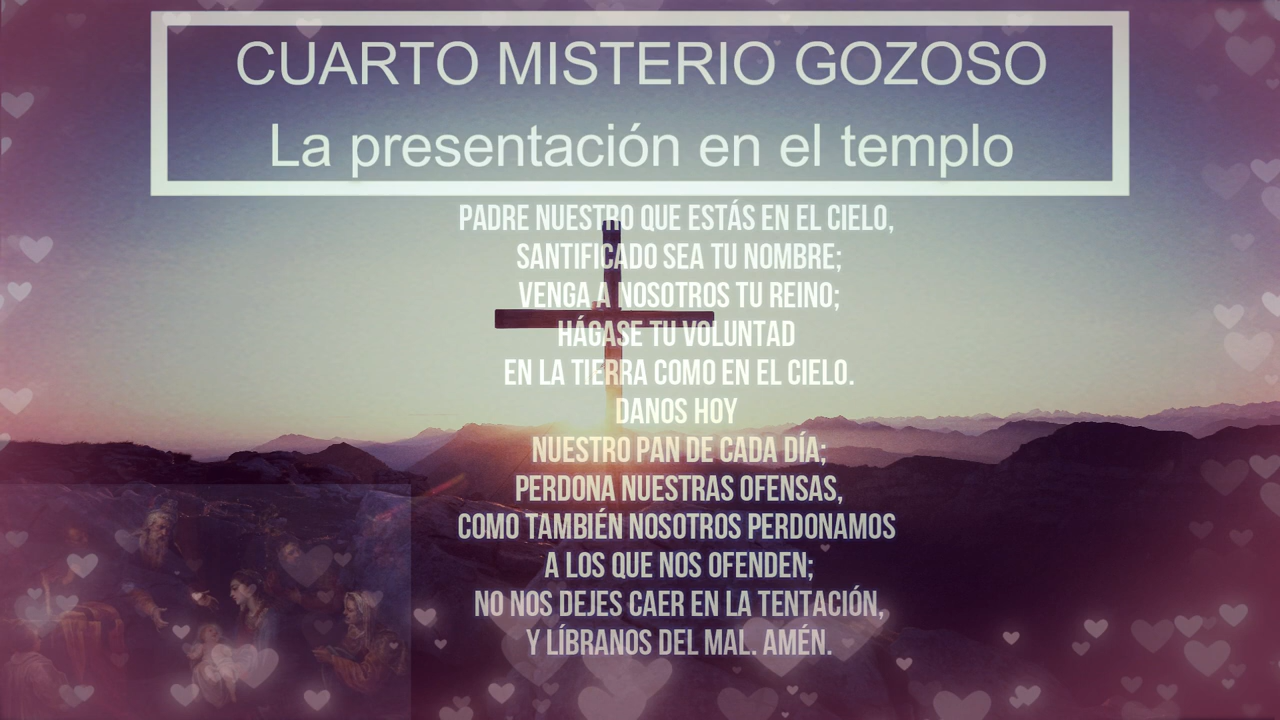 CUARTO MISTERIO GOZOSO
La presentación en el templo
PADRE NUESTRO QUE ESTÁS EN EL CIELO,
SANTIFICADO SEA TU NOMBRE;
VENGA A NOSOTROS TU REINO;
HÁGASE TU VOLUNTAD
EN LA TIERRA COMO EN EL CIELO.
DANOS HOY
NUESTRO PAN DE CADA DÍA;
PERDONA NUESTRAS OFENSAS,
COMO TAMBIÉN NOSOTROS PERDONAMOS
A LOS QUE NOS OFENDEN;
NO NOS DEJES CAER EN LA TENTACIÓN,
Y LÍBRANOS DEL MAL. AMÉN.